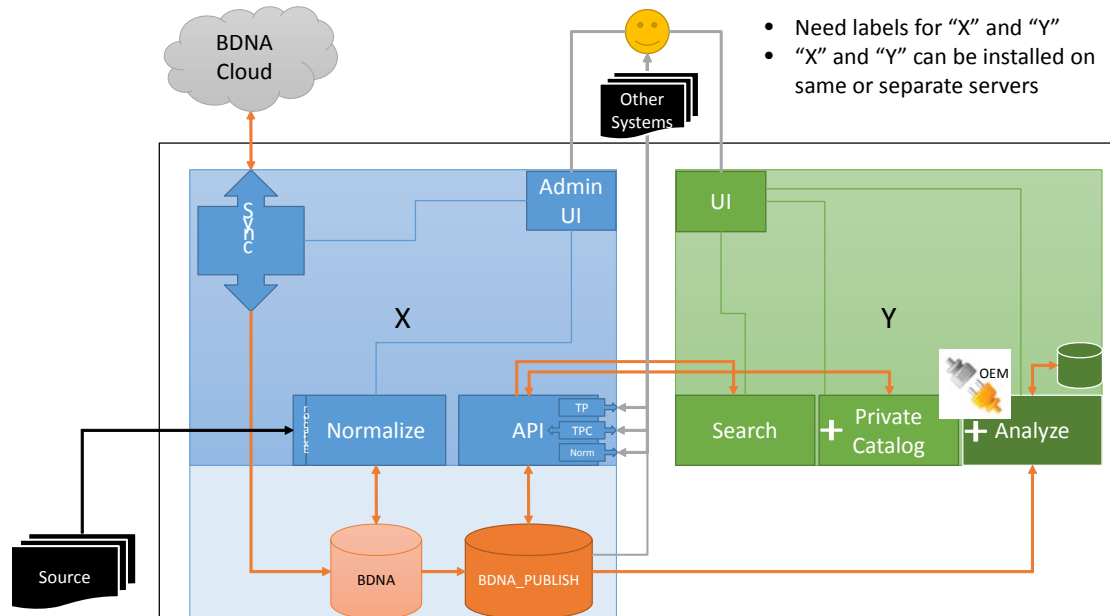 BDNA
Cloud
• Need labels for “X” and “Y”
• “X” and “Y” can be installed on
same or separate servers
Other
Systems
Sync
Admin
UI
UI
X
Y
OEM
Normalize
API
TP
TPC
Norm
Search
+ Private
Catalog
+ Analyze
Source
BDNA
BDNA_PUBLISH